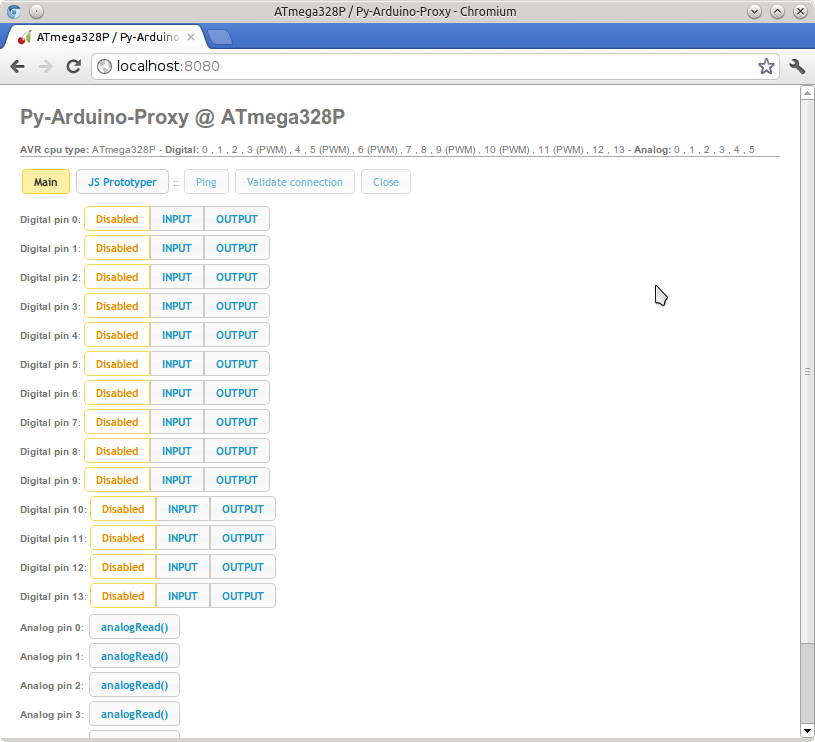 ATmega328P / Py-Arduino-Proxy - Chromium
ATmega328P / Py-Arduino
localhost:8080
Py-Arduino-Proxy @ ATmega328P
AVR cpu type: ATmega328P - Digital: 0 , 1 , 2 , 3 (PWM) , 4 , 5 (PWM) , 6 (PWM) , 7 , 8 , 9 (PWM) , 10 (PWM) , 11 (PWM) , 12 , 13 - Analog: 0 , 1 , 2 , 3 , 4 , 5
Main JS Prototyper :: Ping Validate connection Close
Digital pin 0: Disabled INPUT OUTPUT
Digital pin 1: Disabled INPUT OUTPUT
Digital pin 2: Disabled INPUT OUTPUT
Digital pin 3: Disabled INPUT OUTPUT
Digital pin 4: Disabled INPUT OUTPUT
Digital pin 5: Disabled INPUT OUTPUT
Digital pin 6: Disabled INPUT OUTPUT
Digital pin 7: Disabled INPUT OUTPUT
Digital pin 8: Disabled INPUT OUTPUT
Digital pin 9: Disabled INPUT OUTPUT
Digital pin 10: Disabled INPUT OUTPUT
Digital pin 11: Disabled INPUT OUTPUT
Digital pin 12: Disabled INPUT OUTPUT
Digital pin 13: Disabled INPUT OUTPUT
Analog pin 0: analogRead()
Analog pin 1: analogRead()
Analog pin 2: analogRead()
Analog pin 3: analogRead()